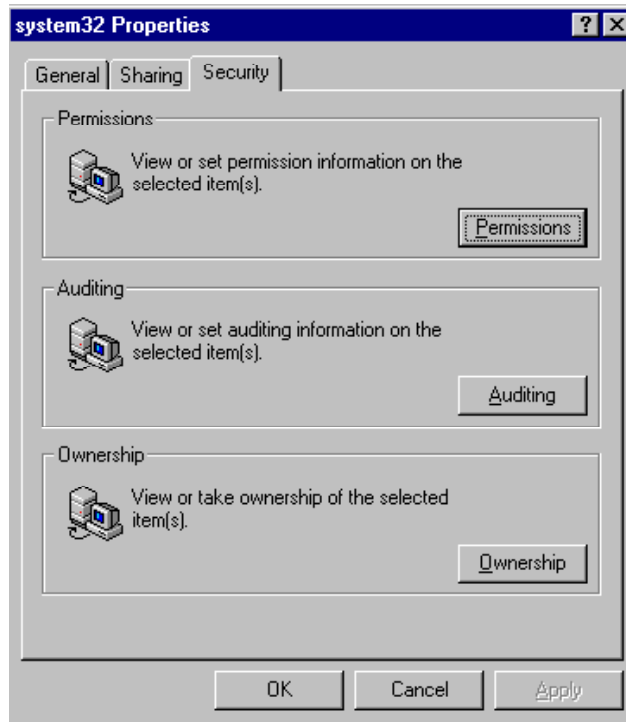 system32 Properties
General Sharing Security
Permissions
View or set permission information on the
selected item(s).
Permissions
Auditing
View or set auditing information on the
selected item(s).
Auditing
Ownership
View or take ownership of the selected
item(s).
Ownership
OK Cancel Apply